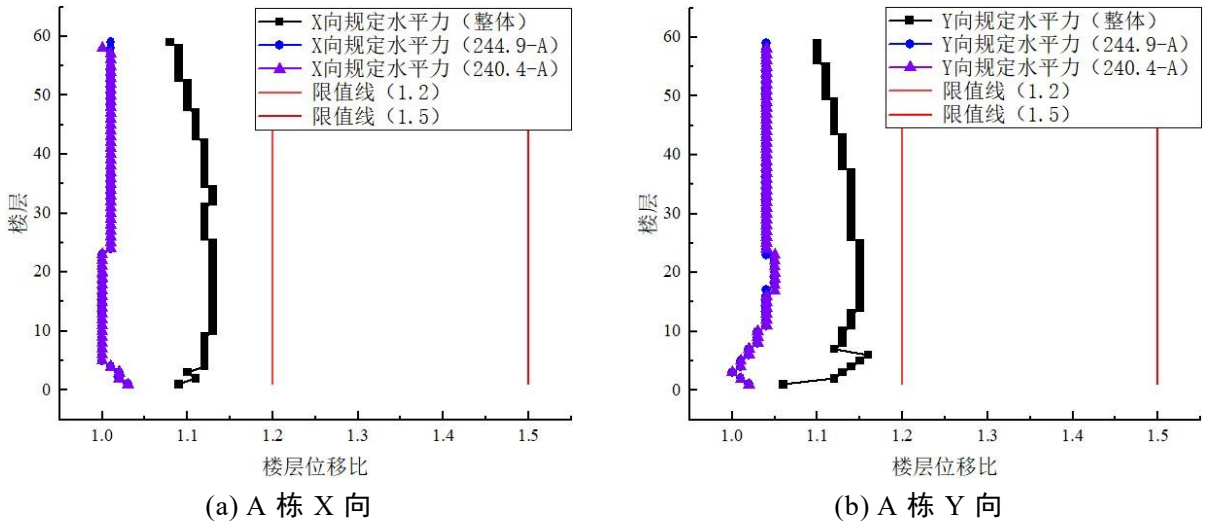 X向规定水平力（整体）
X向规定水平力（244.9-A）
X向规定水平力（240.4-A）
限值线（1.2）
限值线（1.5）
60
50
40
30
20
10
0
楼层
1.0 1.1 1.2 1.3 1.4 1.5
楼层位移比
(a) A 栋 X 向
Y向规定水平力（整体）
Y向规定水平力（244.9-A）
Y向规定水平力（240.4-A）
限值线（1.2）
限值线（1.5）
60
50
40
30
20
10
0
楼层
1.0 1.1 1.2 1.3 1.4 1.5
楼层位移比
(b) A 栋 Y 向